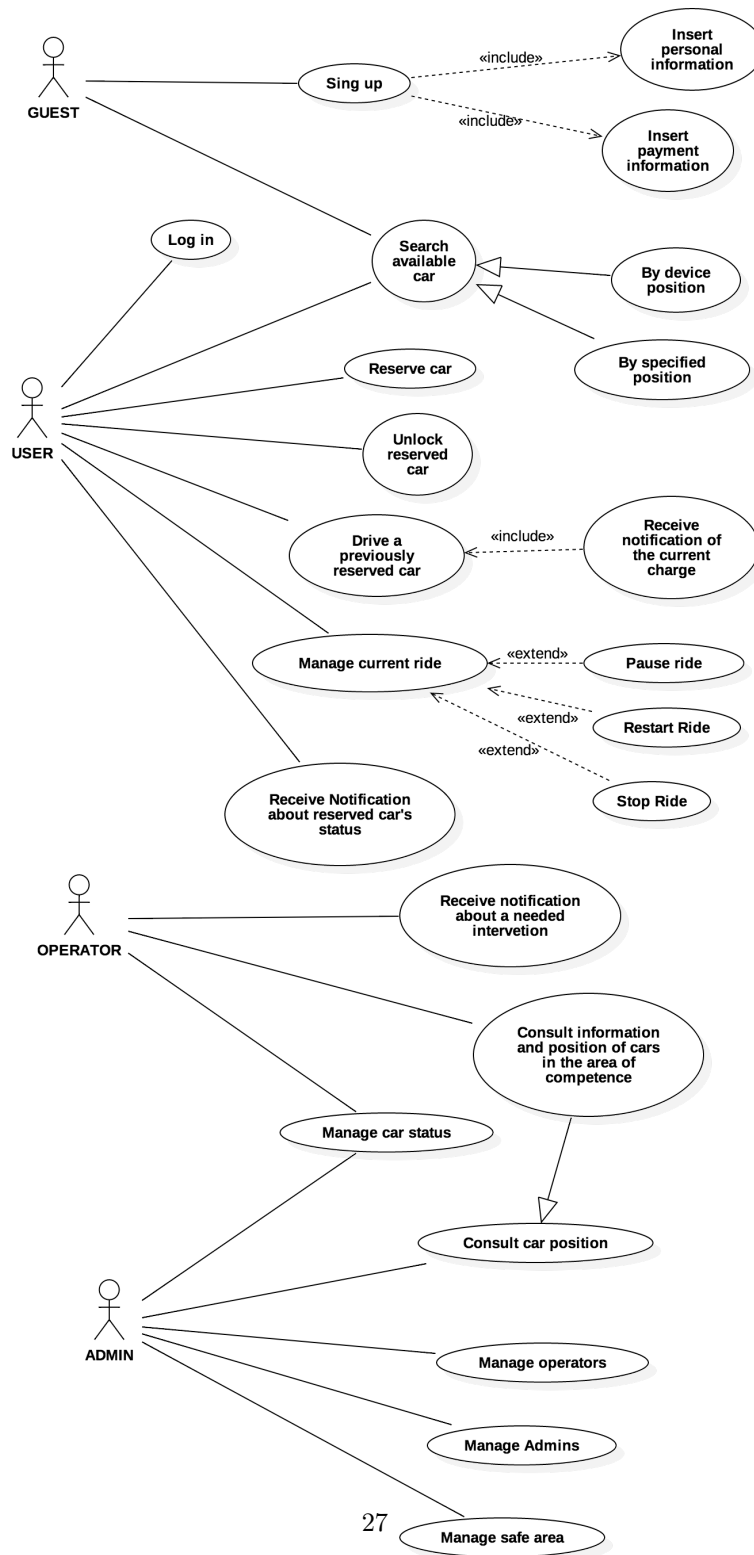 Insert
personal
information
«include»
Sing up
GUEST
«include»
Insert
payment
information
Log in
Search
available
car
By device
position
Reserve car
By specified
position
USER
Unlock
reserved
car
Drive a
previously
reserved car
«include»
Receive
notification of
the current
charge
Manage current ride
«extend»
Pause ride
«extend»
Restart Ride
«extend»
Stop Ride
Receive Notification
about reserved car's
status
OPERATOR
Receive notification
about a needed
intervetion
Consult information
and position of cars
in the area of
competence
Manage car status
Consult car position
ADMIN
Manage operators
Manage Admins
27
Manage safe area